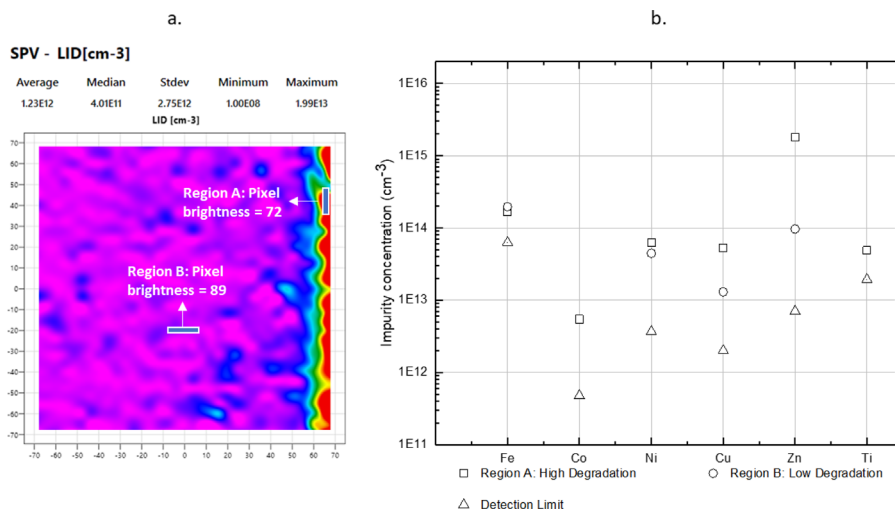 a.
b.
SPV - LID[cm-3]
Average Median Stdev Minimum Maximum
1.23E12 4.01E11 2.75E12 1.00E08 1.99E13
LID [cm-3]
70
60
50
40
30
20
10
0
-10
-20
-30
-40
-50
-60
-70
-70 -60 -50 -40 -30 -20 -10 0 10 20 30 40 50 60 70
Region A: Pixel
brightness = 72
Region B: Pixel
brightness = 89
Impurity concentration (cm⁻³)
1E16
1E15
1E14
1E13
1E12
1E11
Fe Co Ni Cu Zn Ti
Region A: High Degradation
Region B: Low Degradation
Detection Limit